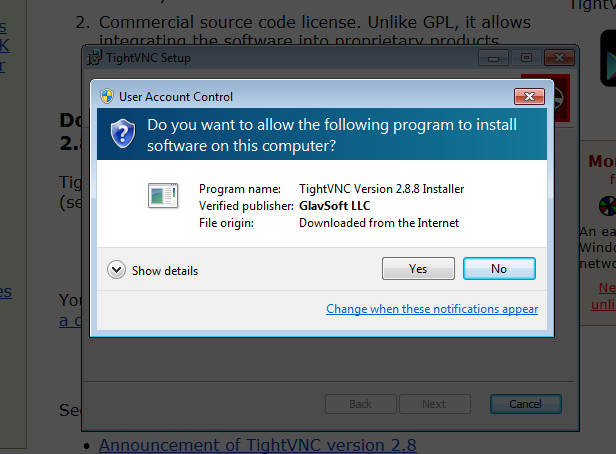 s
K
r
2. Commercial source code license. Unlike GPL, it allows
integrating the software into proprietary products
TightV
TightVNC Setup
User Account Control
Do you want to allow the following program to install
software on this computer?
Program name: TightVNC Version 2.8.8 Installer
Verified publisher: GlavSoft LLC
File origin: Downloaded from the Internet
Show details
Yes
No
Change when these notifications appear
Do
2.8
Tig
(se
Mo
f
An ea
Windo
netwo
Ne
unli
es
You
a c
Back
Next
Cancel
See
• Announcement of TightVNC version 2.8